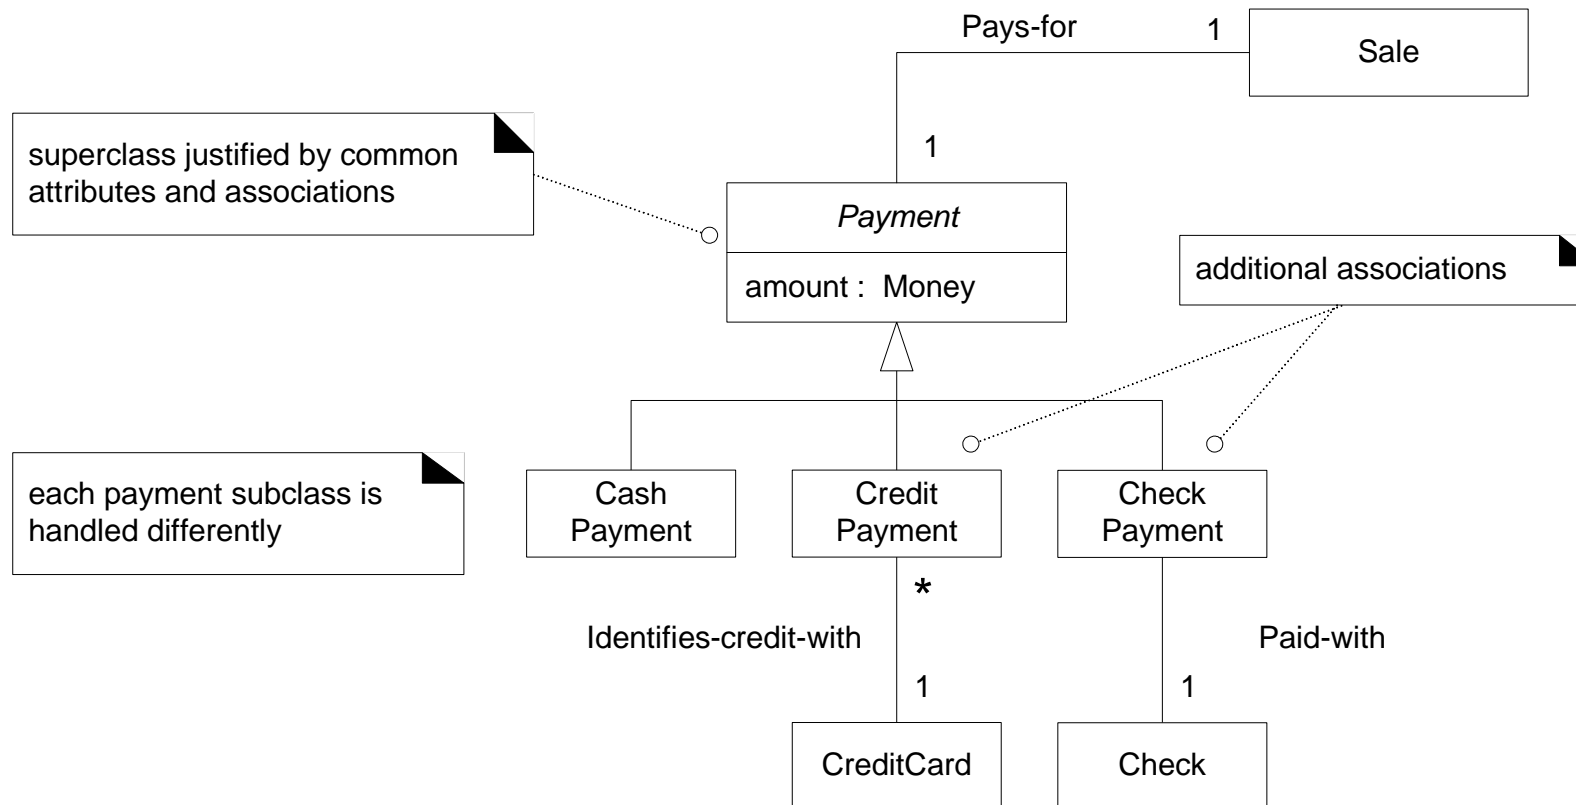 Pays-for
1
Sale
superclass justified by common
attributes and associations
1
Payment
amount :  Money
additional associations
each payment subclass is
handled differently
Cash
Payment
Credit
Payment
Check
Payment
*
Identifies-credit-with
Paid-with
1
1
CreditCard
Check